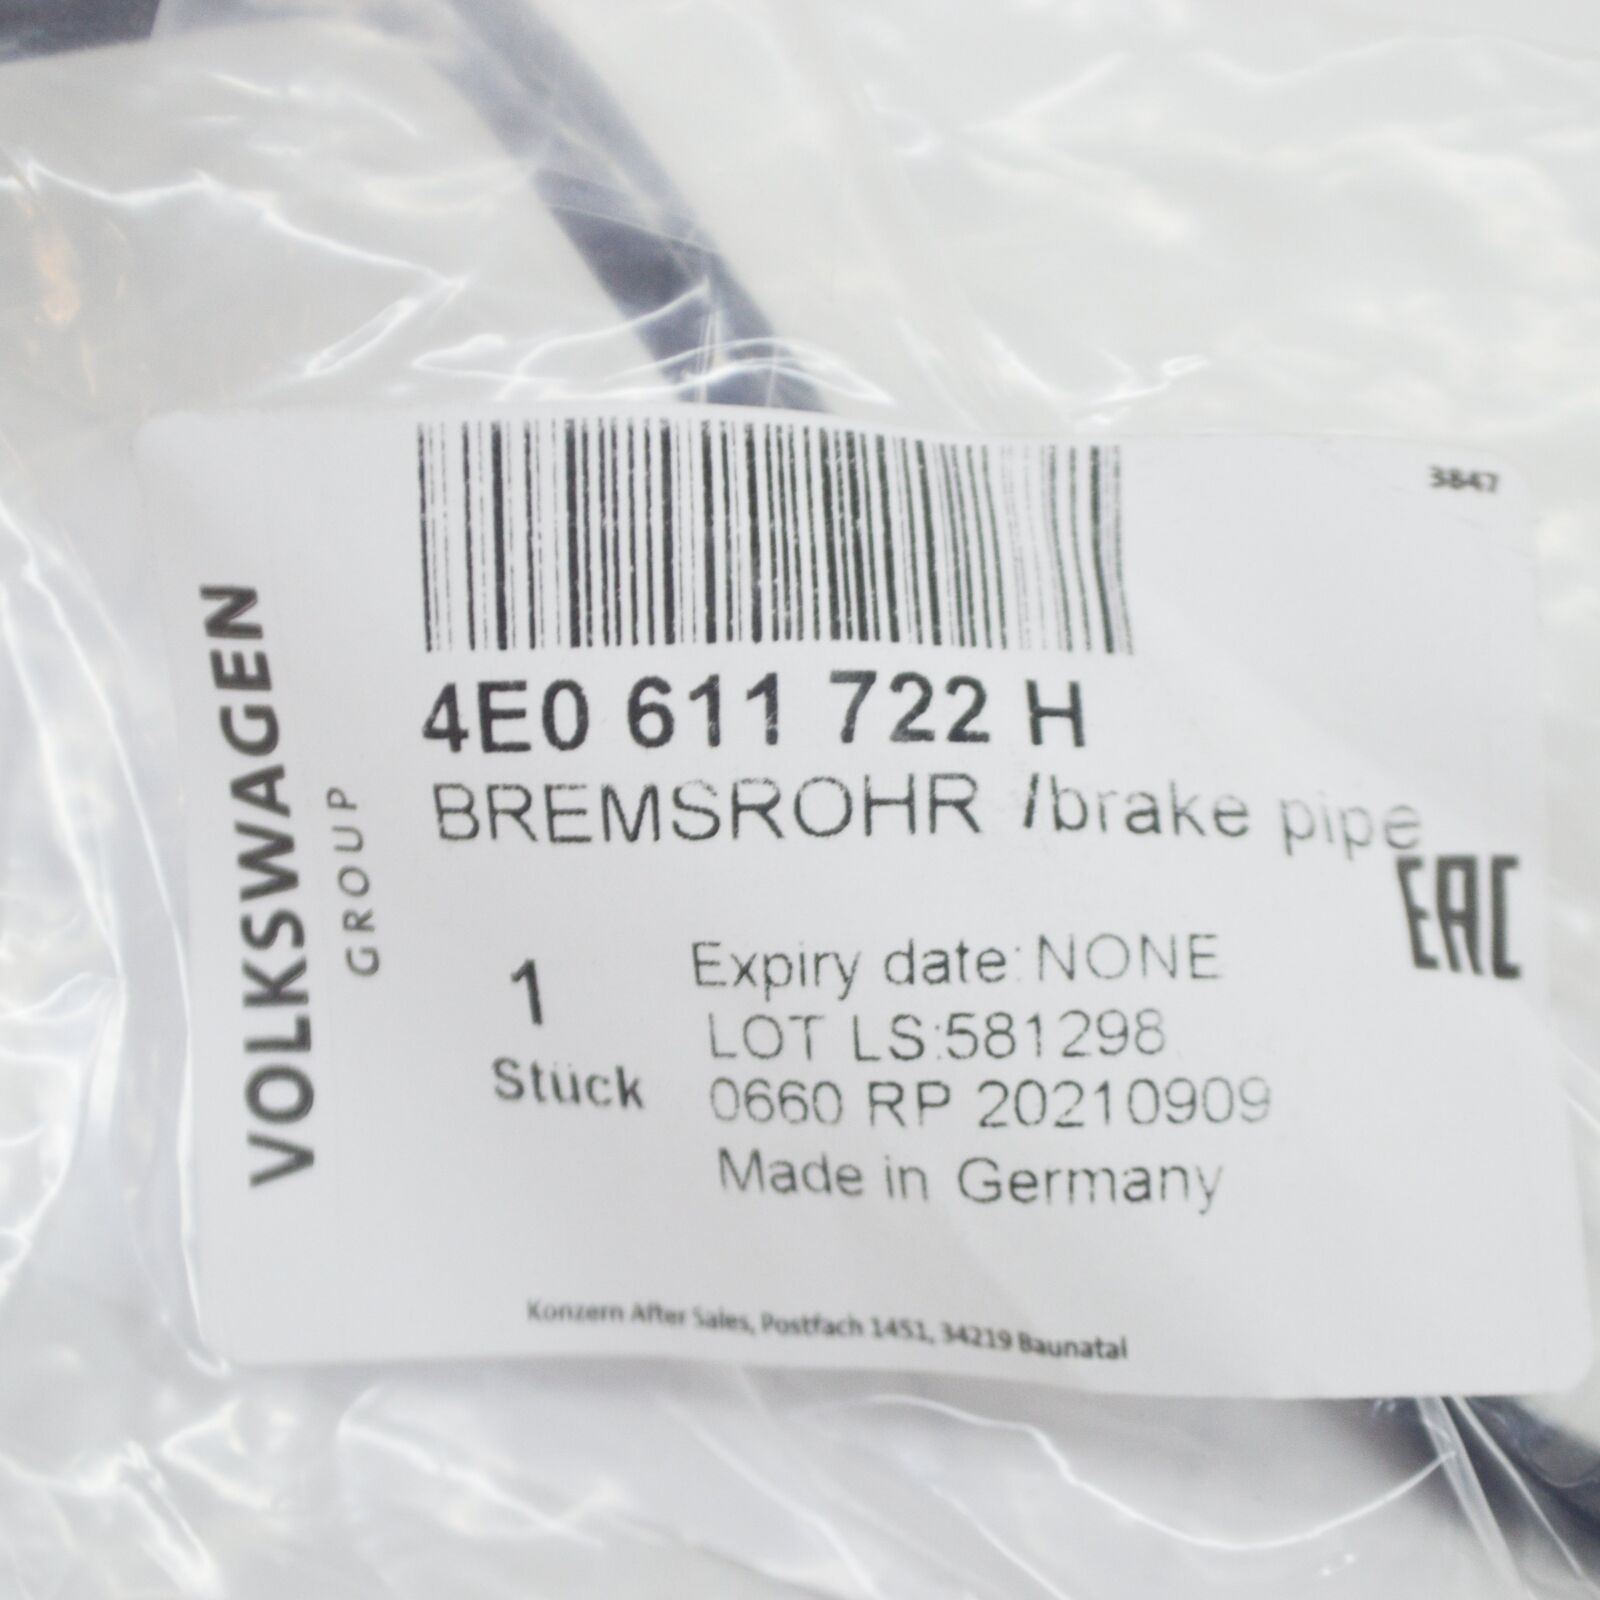 3847
VOLKSWAGEN
GROUP
4E0 611 722 H
BREMSROHR /brake pipe
EAC
1
Stück
Expiry date:NONE
LOT LS:581298
0660 RP 20210909
Made in Germany
Konzern After Sales, Postfach 1451, 34219 Baunatal